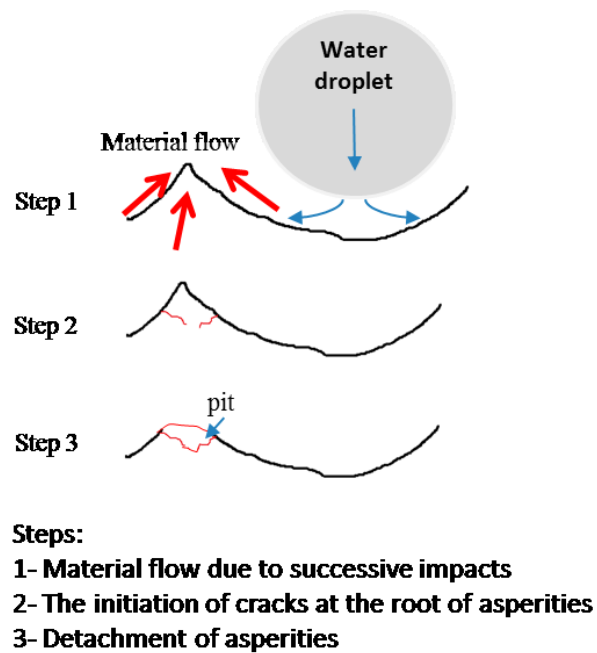 Water
droplet
Material flow
Step 1
Step 2
pit
Step 3
Steps:
1- Material flow due to successive impacts
2- The initiation of cracks at the root of asperities
3- Detachment of asperities